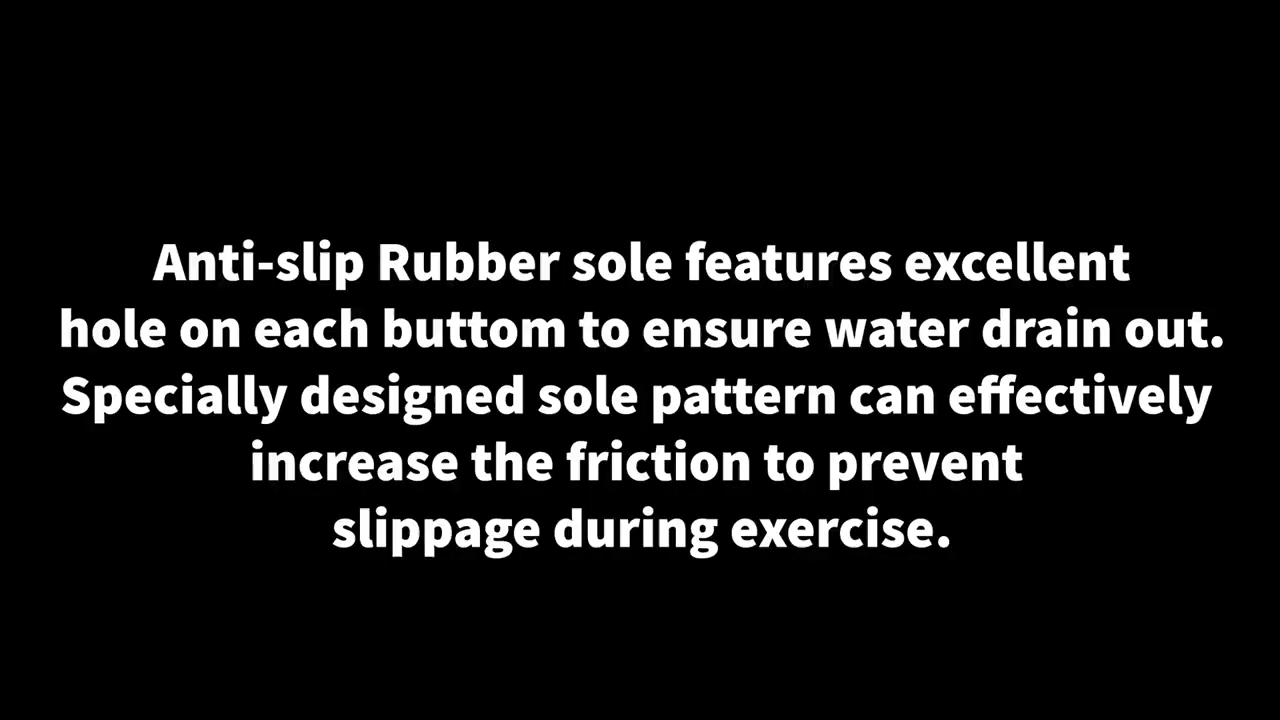 Anti-slip Rubber sole features excellent
hole on each buttom to ensure water drain out.
Specially designed sole pattern can effectively
increase the friction to prevent
slippage during exercise.